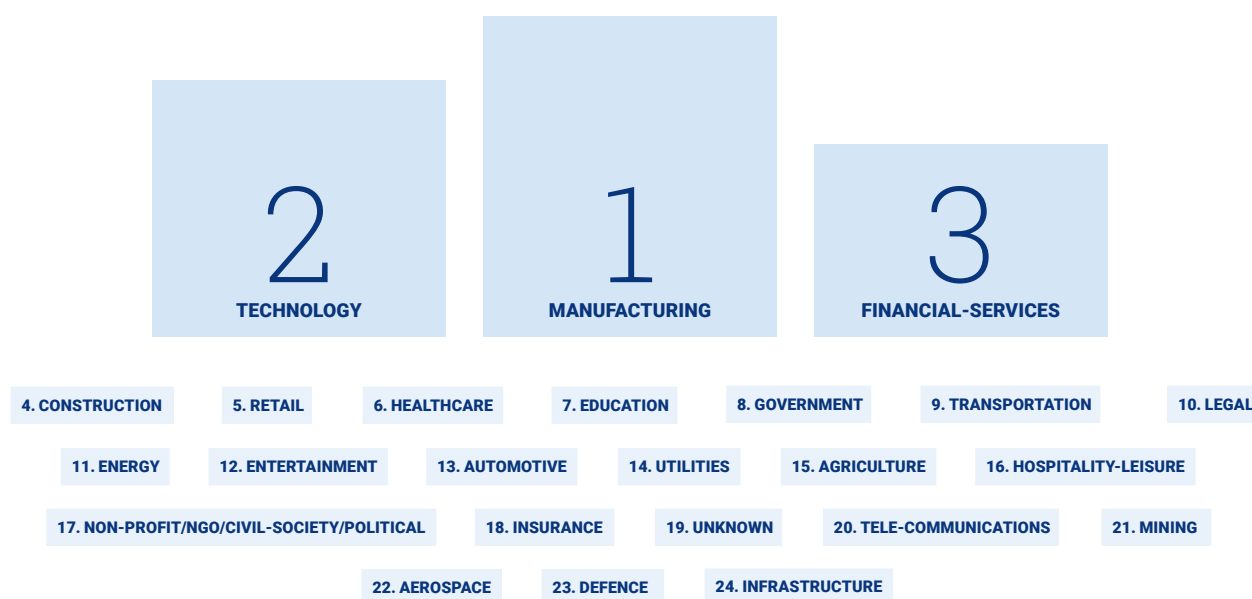 2
TECHNOLOGY
1
MANUFACTURING
3
FINANCIAL-SERVICES
4. CONSTRUCTION
5. RETAIL
6. HEALTHCARE
7. EDUCATION
8. GOVERNMENT
9. TRANSPORTATION
10. LEGAL
11. ENERGY
12. ENTERTAINMENT
13. AUTOMOTIVE
14. UTILITIES
15. AGRICULTURE
16. HOSPITALITY-LEISURE
17. NON-PROFIT/NGO/CIVIL-SOCIETY/POLITICAL
18. INSURANCE
19. UNKNOWN
20. TELE-COMMUNICATIONS
21. MINING
22. AEROSPACE
23. DEFENCE
24. INFRASTRUCTURE